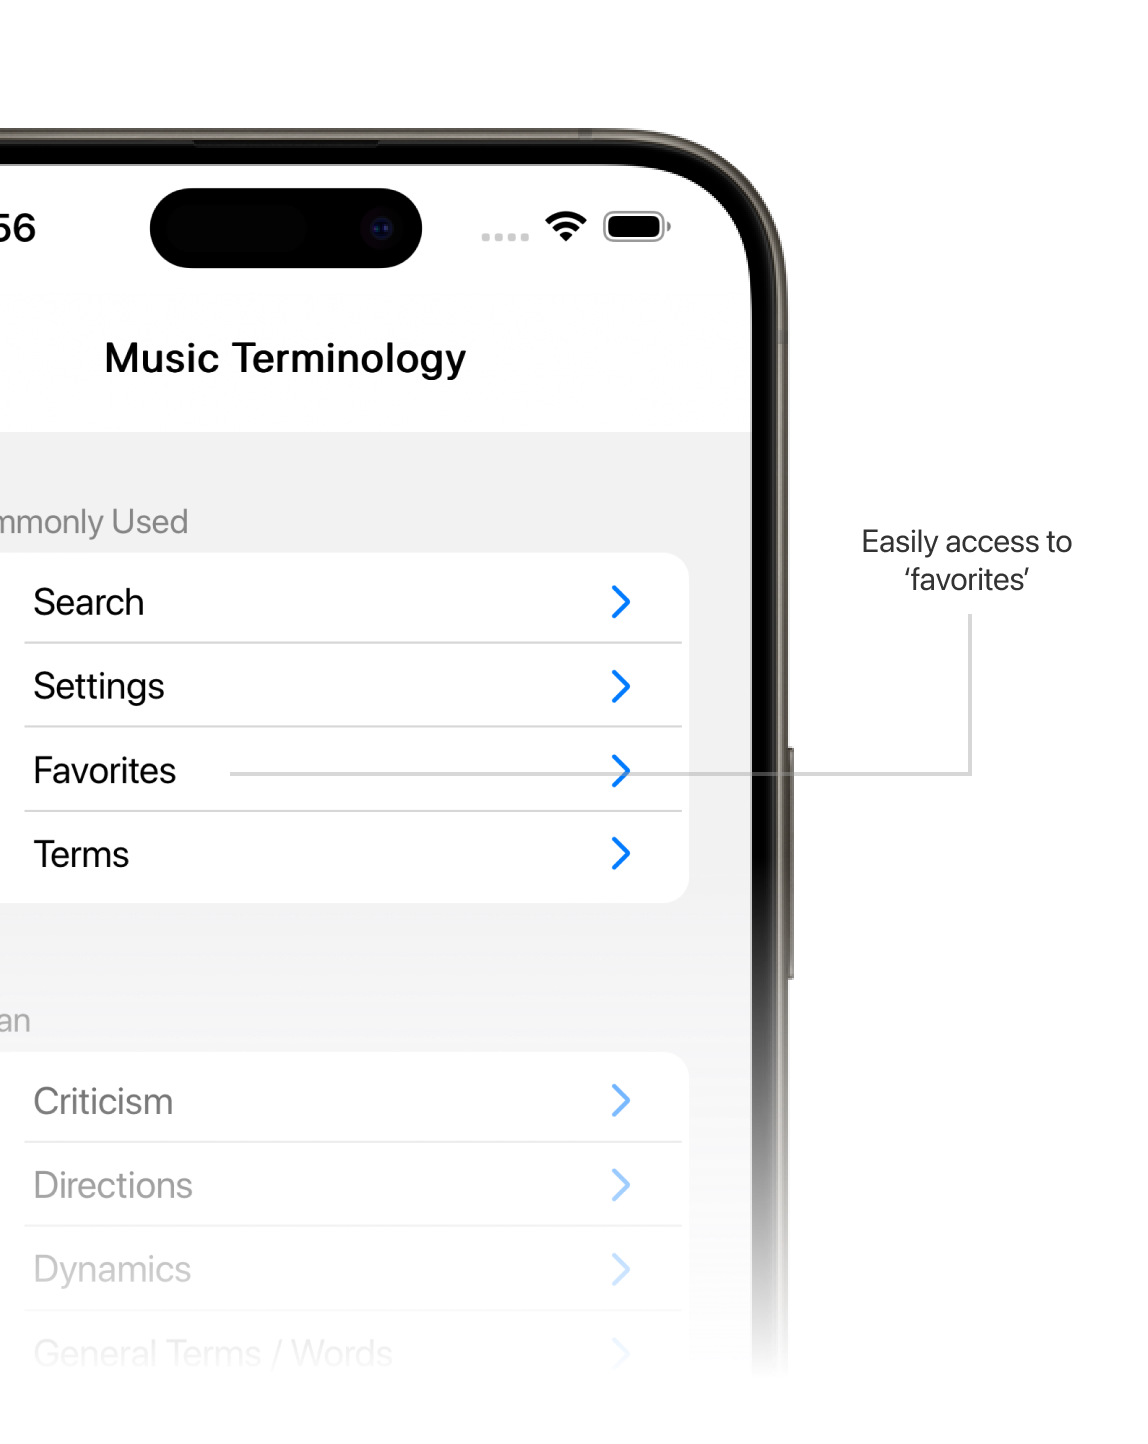 56
Music Terminology
mmonly Used
Search
Settings
Favorites
Terms
Easily access to
‘favorites’
an
Criticism
Directions
Dynamics
General Terms / Words